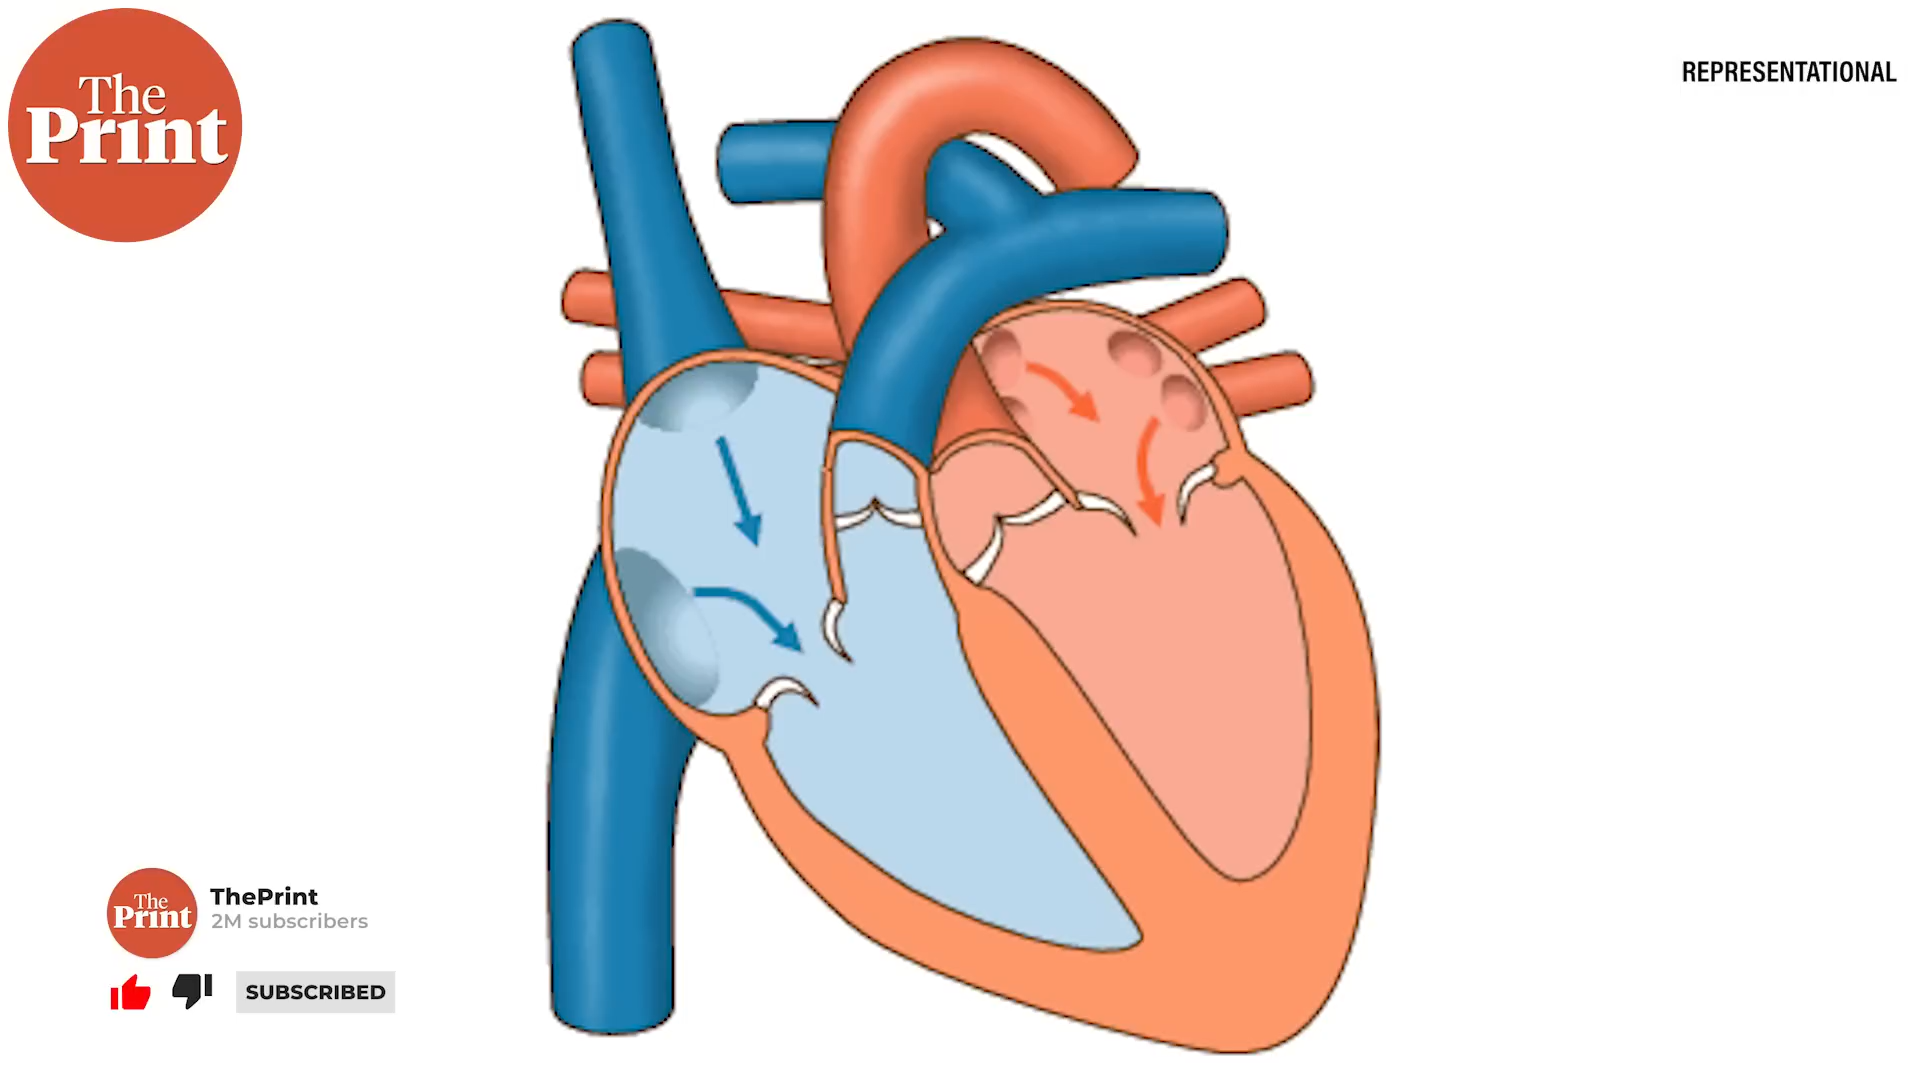 The
Print
REPRESENTATIONAL
The
Print
ThePrint
2M subscribers
SUBSCRIBED